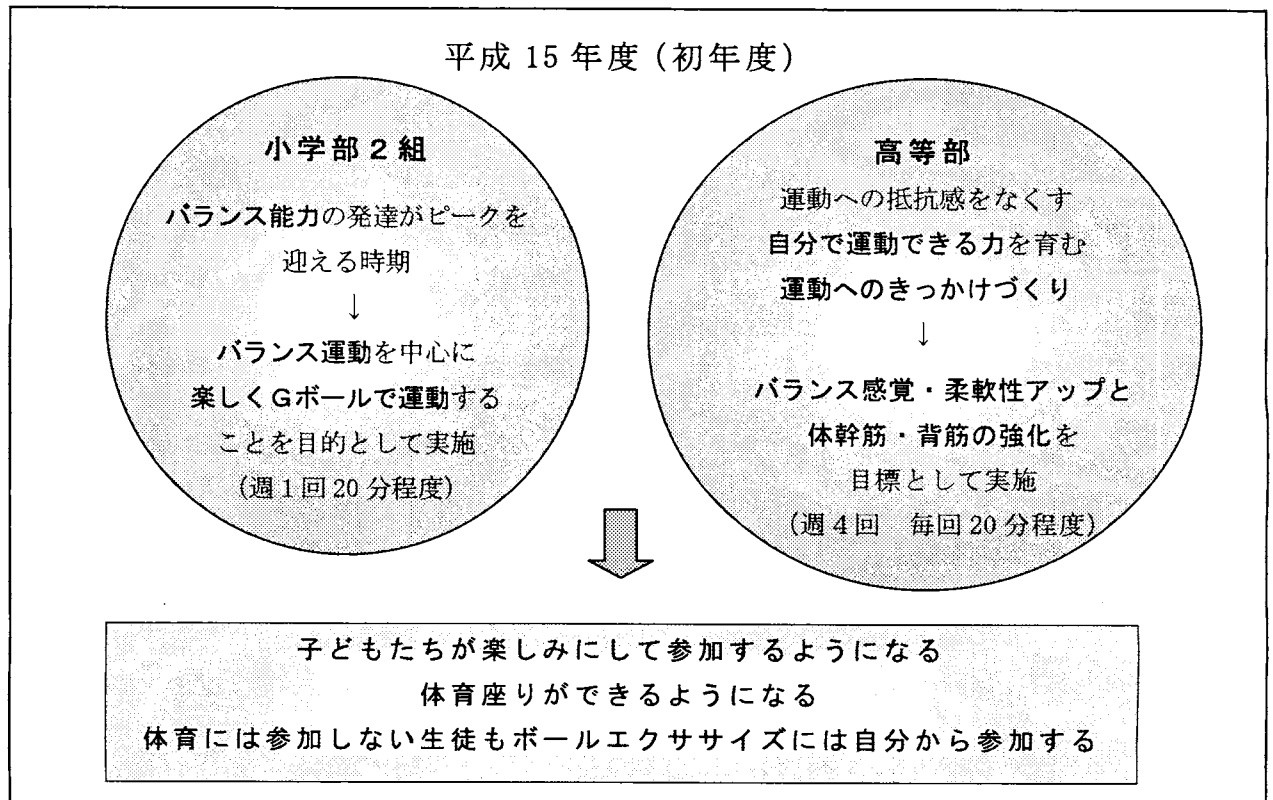 平成 15 年度（初年度）
小学部２組
バランス能力の発達がピークを
迎える時期
↓
バランス運動を中心に
楽しくＧボールで運動する
ことを目的として実施
（週１回 20 分程度）
高等部
運動への抵抗感をなくす
自分で運動できる力を育む
運動へのきっかけづくり
↓
バランス感覚・柔軟性アップと
体幹筋・背筋の強化を
目標として実施
（週４回　毎回 20 分程度）
子どもたちが楽しみにして参加するようになる
体育座りができるようになる
体育には参加しない生徒もボールエクササイズには自分から参加する